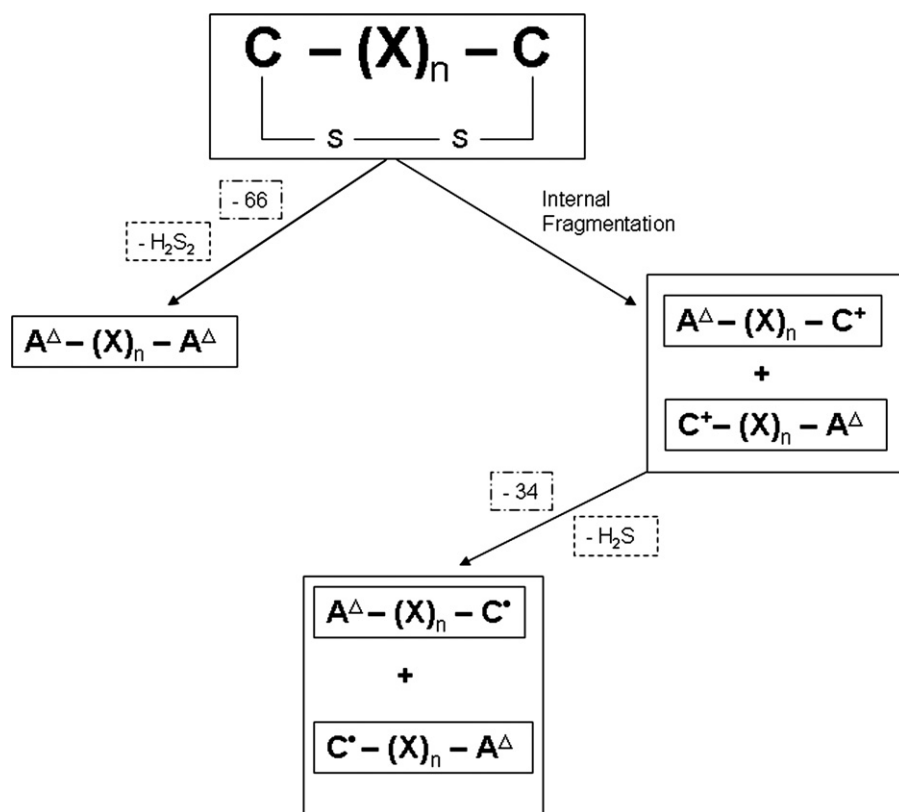 C – (X)n – C
S S
- 66
- H2S2
Internal
Fragmentation
A△ – (X)n – A△
A△ – (X)n – C+
+
C+ – (X)n – A△
- 34
- H2S
A△ – (X)n – C•
+
C• – (X)n – A△